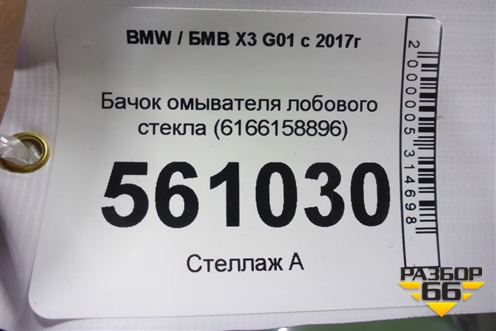 BMW / БМВ X3 G01 с 2017г
Бачок омывателя лобового
стекла (6166158896)
561030
Стеллаж А
2000005314698
РАЗБОР
66